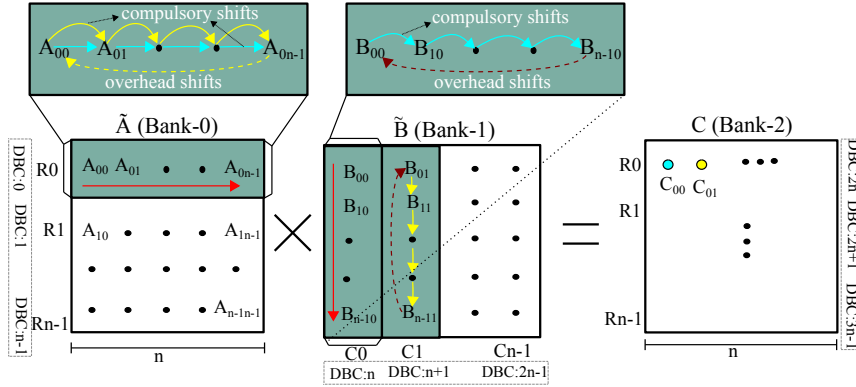 compulsory shifts
A00 A01 A0n-1
overhead shifts
compulsory shifts
B00 B10 Bn-10
overhead shifts
Ã (Bank-0)
B̃ (Bank-1)
C (Bank-2)
DBC:0
DBC:1
DBC:n-1
R0
R1
Rn-1
A00 A01 A0n-1
A10 A1n-1
An-1n-1
n
B00
B10
Bn-10
B01
B11
Bn-11
C0 C1 Cn-1
DBC:n DBC:n+1 DBC:2n-1
R0
R1
Rn-1
C00 C01
n
DBC:2n
DBC:2n+1
DBC:3n-1